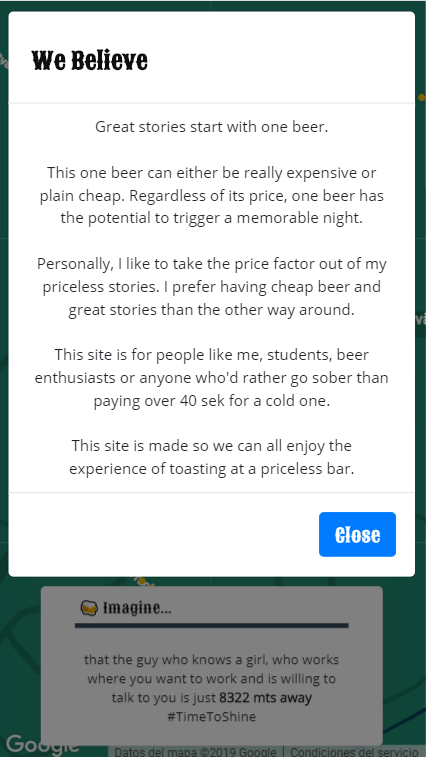 We Believe
Great stories start with one beer.
This one beer can either be really expensive or
plain cheap. Regardless of its price, one beer has
the potential to trigger a memorable night.
Personally, I like to take the price factor out of my
priceless stories. I prefer having cheap beer and
great stories than the other way around.
This site is for people like me, students, beer
enthusiasts or anyone who'd rather go sober than
paying over 40 sek for a cold one.
This site is made so we can all enjoy the
experience of toasting at a priceless bar.
Close
Imagine...
that the guy who knows a girl, who works
where you want to work and is willing to
talk to you is just 8322 mts away
#TimeToShine
Google
Datos del mapa ©2019 Google | Condiciones del servicio